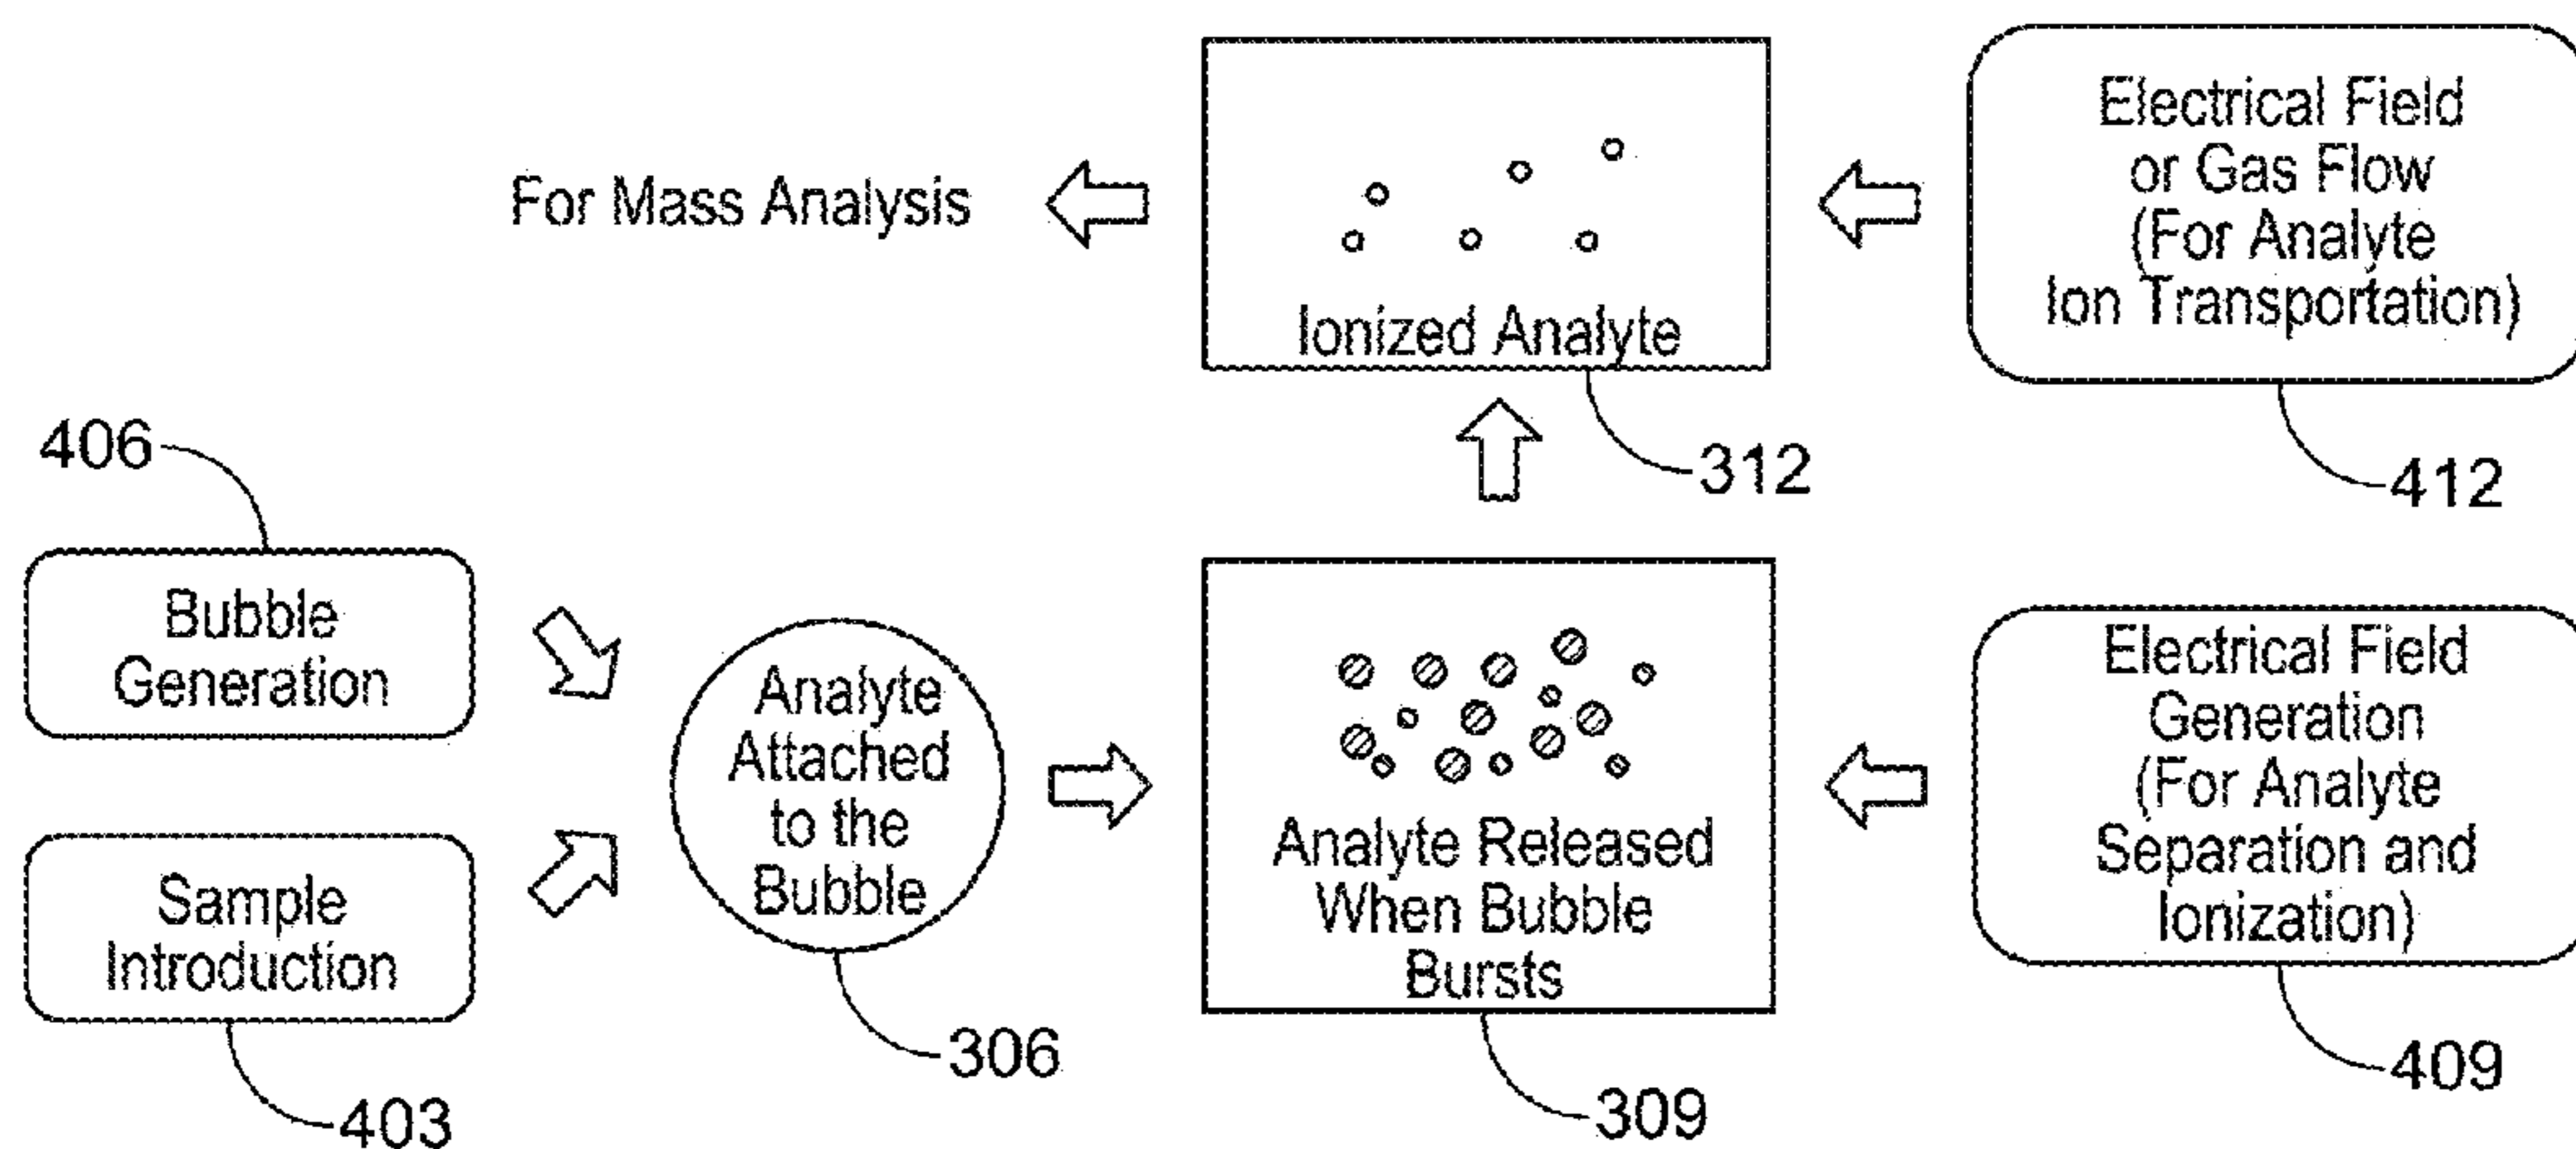 For Mass Analysis
Ionized Analyte
312
Electrical Field
or Gas Flow
(For Analyte
Ion Transportation)
412
406
Bubble
Generation
Sample
Introduction
403
Analyte
Attached
to the
Bubble
306
Analyte Released
When Bubble
Bursts
309
Electrical Field
Generation
(For Analyte
Separation and
Ionization)
409